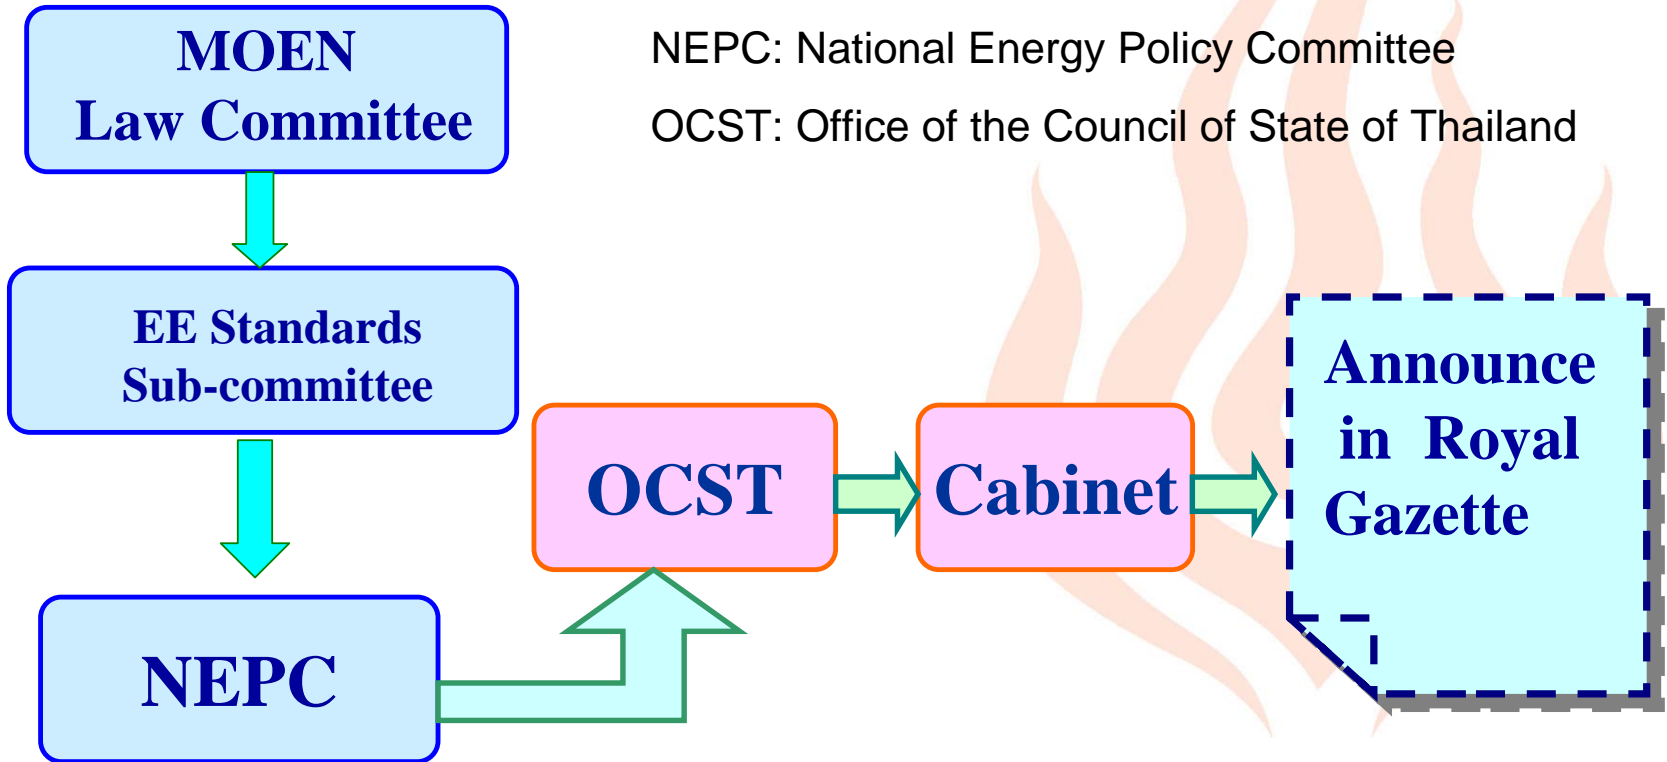 MOEN
Law Committee
NEPC: National Energy Policy Committee
OCST: Office of the Council of State of Thailand
EE Standards
Sub-committee
NEPC
OCST
Cabinet
Announce
in Royal
Gazette